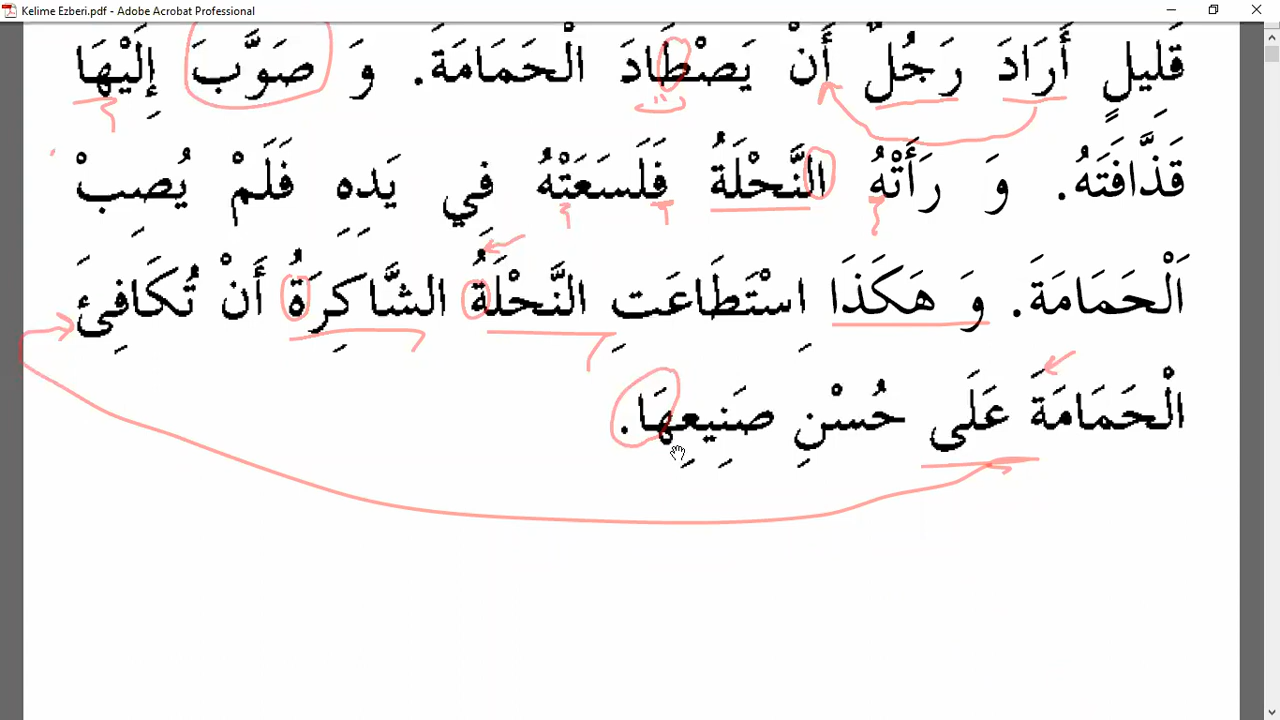 Kelime Ezberi.pdf - Adobe Acrobat Professional
قَلِيلٍ أَرَادَ رَجُلٌ أَنْ يَصْطَادَ الْحَمَامَةَ. وَ صَوَّبَ إِلَيْهَا
قَذَّافَتَهُ. وَ رَأَتْهُ النَّحْلَةُ فَلَسَعَتْهُ فِي يَدِهِ فَلَمْ يُصِبْ
اَلْحَمَامَةَ. وَ هَكَذَا اِسْتَطَاعَتِ النَّحْلَةُ الشَّاكِرَةُ أَنْ تُكَافِئَ
الْحَمَامَةَ عَلَى حُسْنِ صَنِيعِهَا.